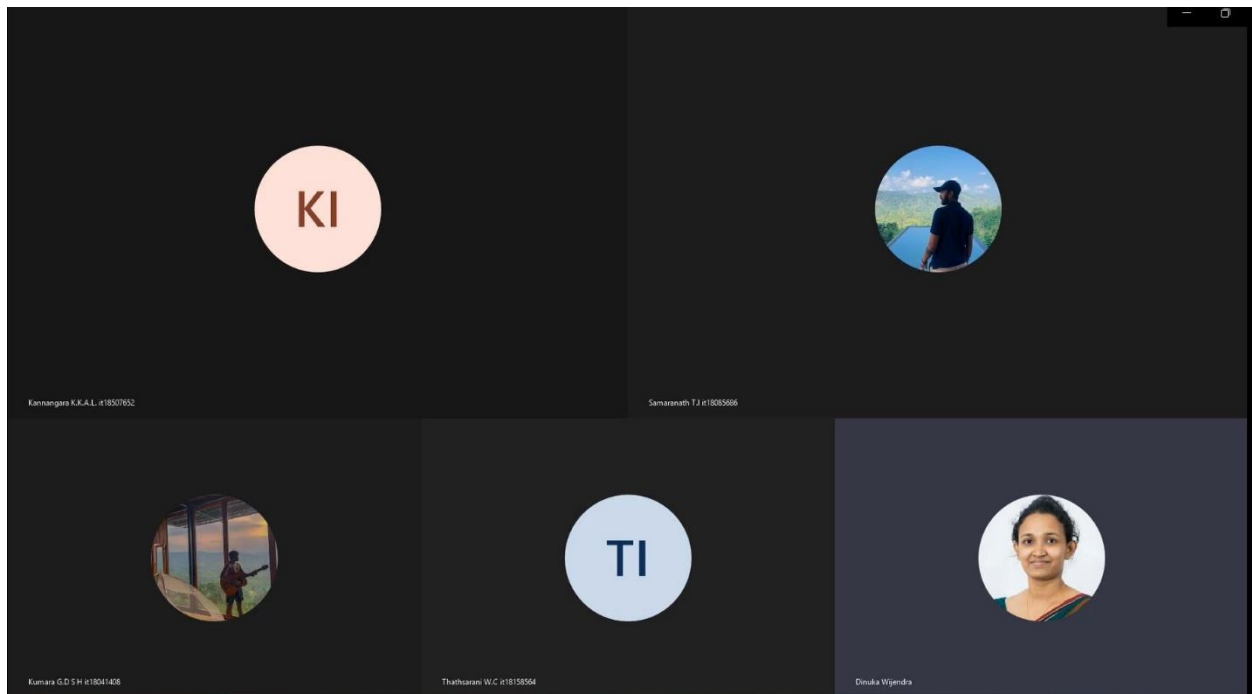 KI
Kannangara K.K.A.L. it18507652
Samaranath T.J it18085686
Kumara G.D S H it18041408
TI
Thathsarani W.C it18158564
Dinuka Wijendra